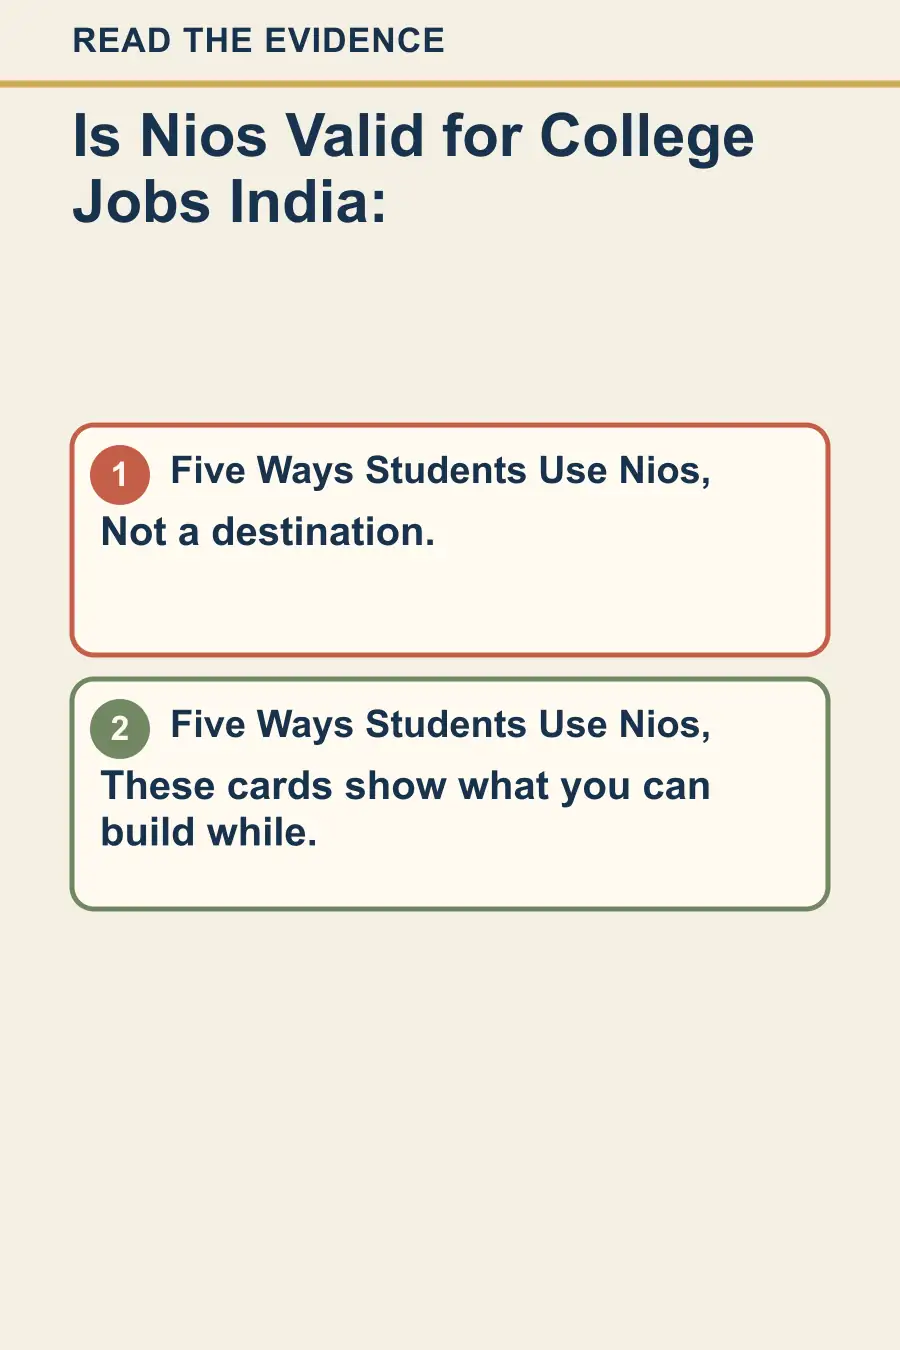 READ THE EVIDENCE
Is Nios Valid for College
Jobs India:
1 Five Ways Students Use Nios,
Not a destination.
2 Five Ways Students Use Nios,
These cards show what you can
build while.